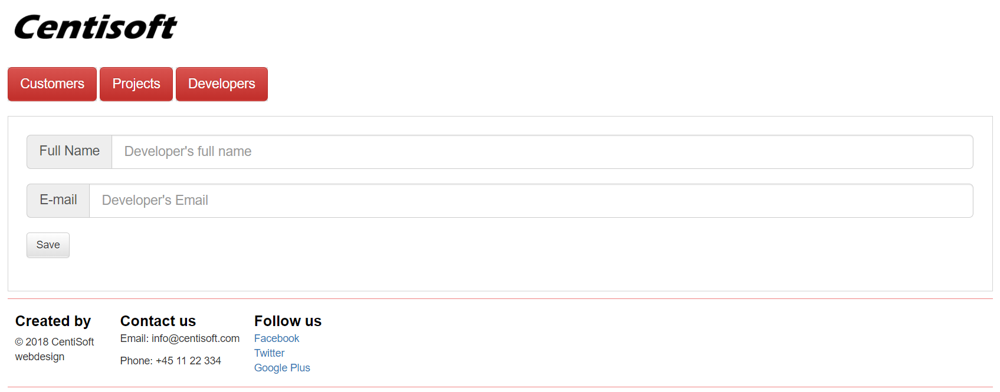 Centisoft
Customers Projects Developers
Full Name Developer's full name
E-mail Developer's Email
Save
Created by
© 2018 CentiSoft
webdesign
Contact us
Email: info@centisoft.com
Phone: +45 11 22 334
Follow us
Facebook
Twitter
Google Plus